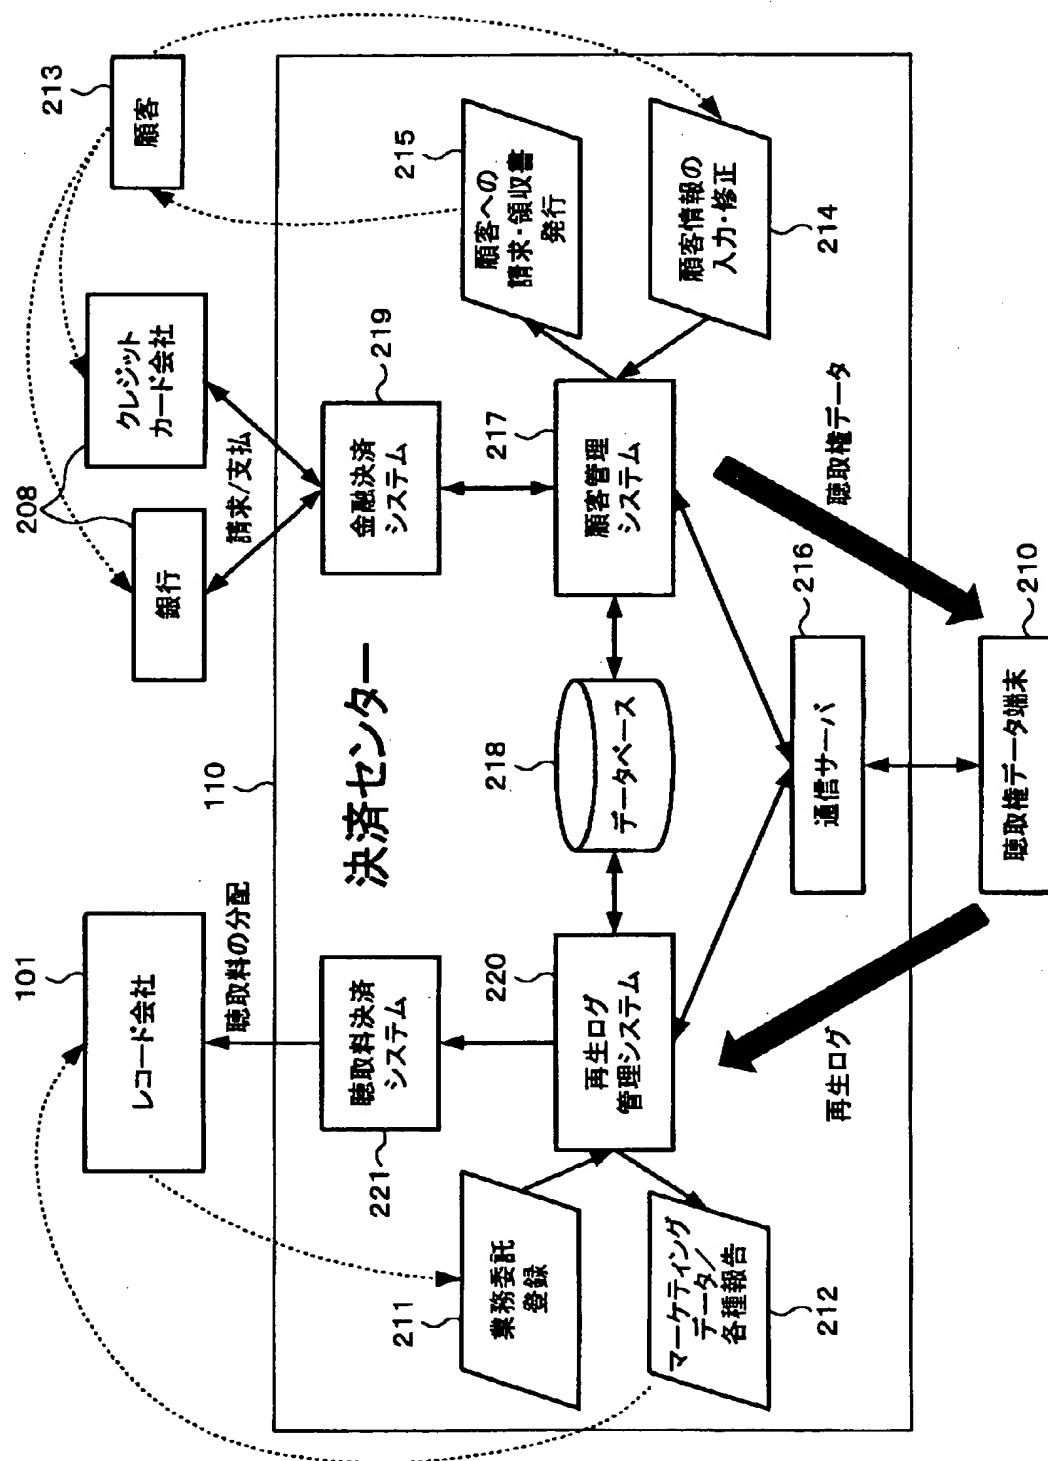 101
レコード会社
聴取料の分配
208
銀行
クレジット
カード会社
請求/支払
213
顧客
110
決済センター
聴取料決済
システム
221
金融決済
システム
219
211
業務委託
登録
220
再生ログ
管理システム
218
データベース
217
顧客管理
システム
215
顧客への
請求・領収書
発行
マーケティング
データ/
各種報告
212
顧客情報の
入力・修正
214
再生ログ
通信サーバ
216
聴取権データ
聴取権データ端末
210